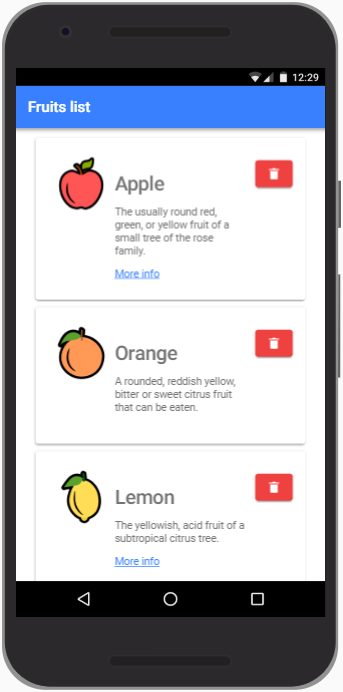 12:29
Fruits list
Apple
The usually round red,
green, or yellow fruit of a
small tree of the rose
family.
More info
Orange
A rounded, reddish yellow,
bitter or sweet citrus fruit
that can be eaten.
Lemon
The yellowish, acid fruit of a
subtropical citrus tree.
More info